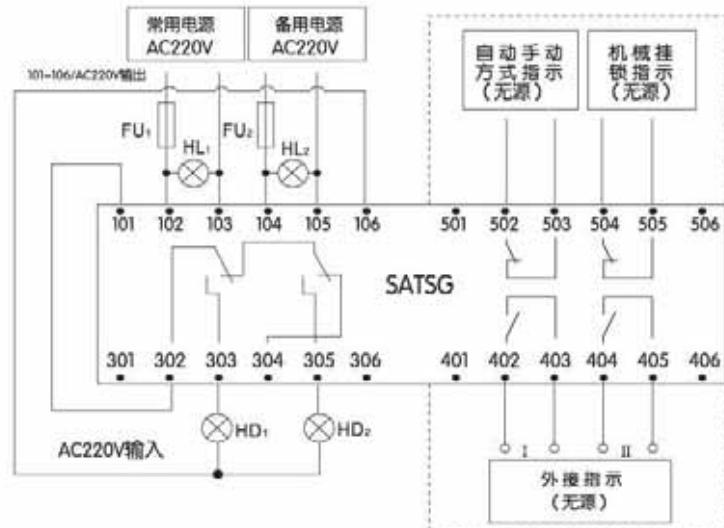 常用电源
AC220V
备用电源
AC220V
自动手动
方式指示
(无源)
机械挂
锁指示
(无源)
101-106/AC220V输出
FU₁
HL₁
FU₂
HL₂
101 102 103 104 105 106 501 502 503 504 505 506
SATSG
301 302 303 304 305 306 401 402 403 404 405 406
HD₁
HD₂
AC220V输入
I
II
外接指示
(无源)